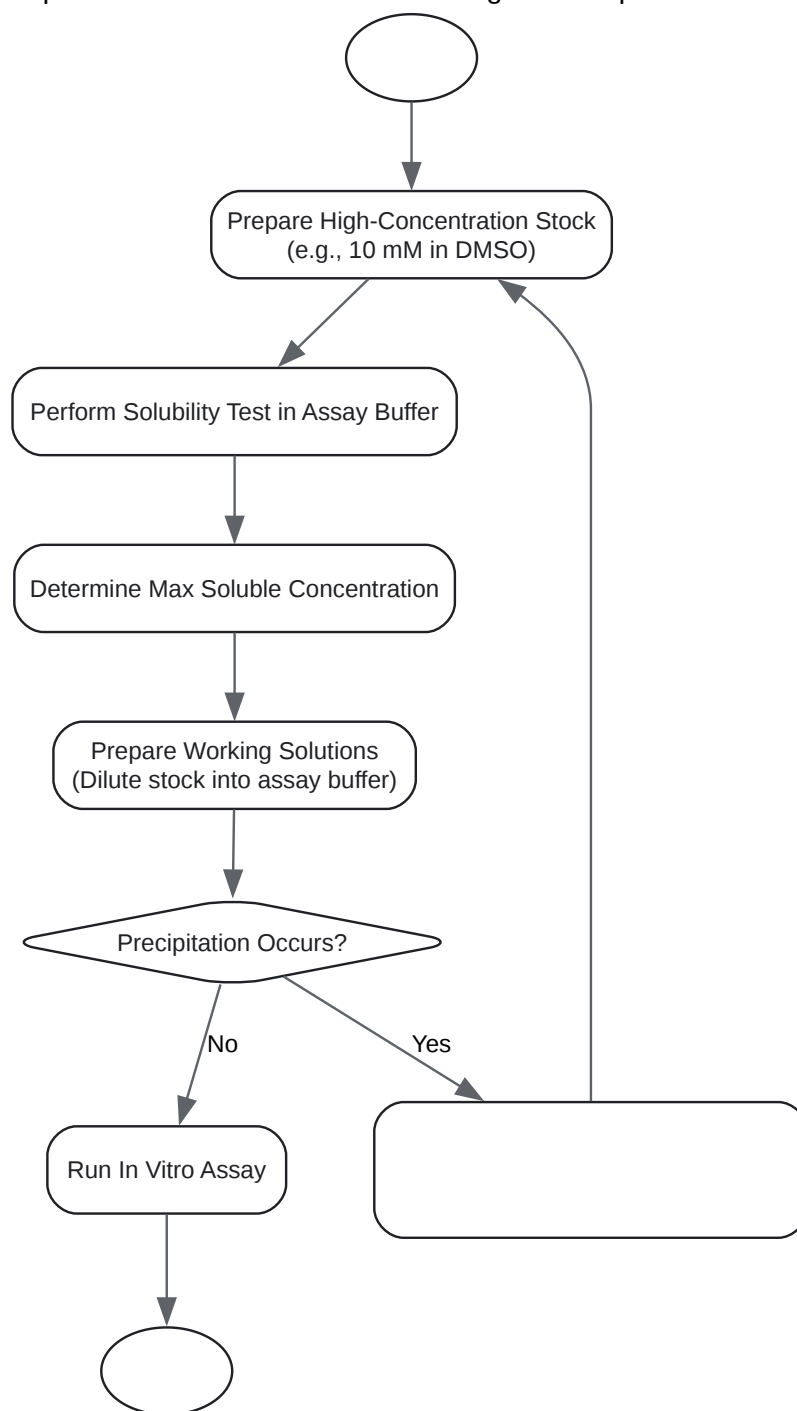 Prepare High-Concentration Stock
(e.g., 10 mM in DMSO)
Perform Solubility Test in Assay Buffer
Determine Max Soluble Concentration
Prepare Working Solutions
(Dilute stock into assay buffer)
Precipitation Occurs?
No
Yes
Run In Vitro Assay